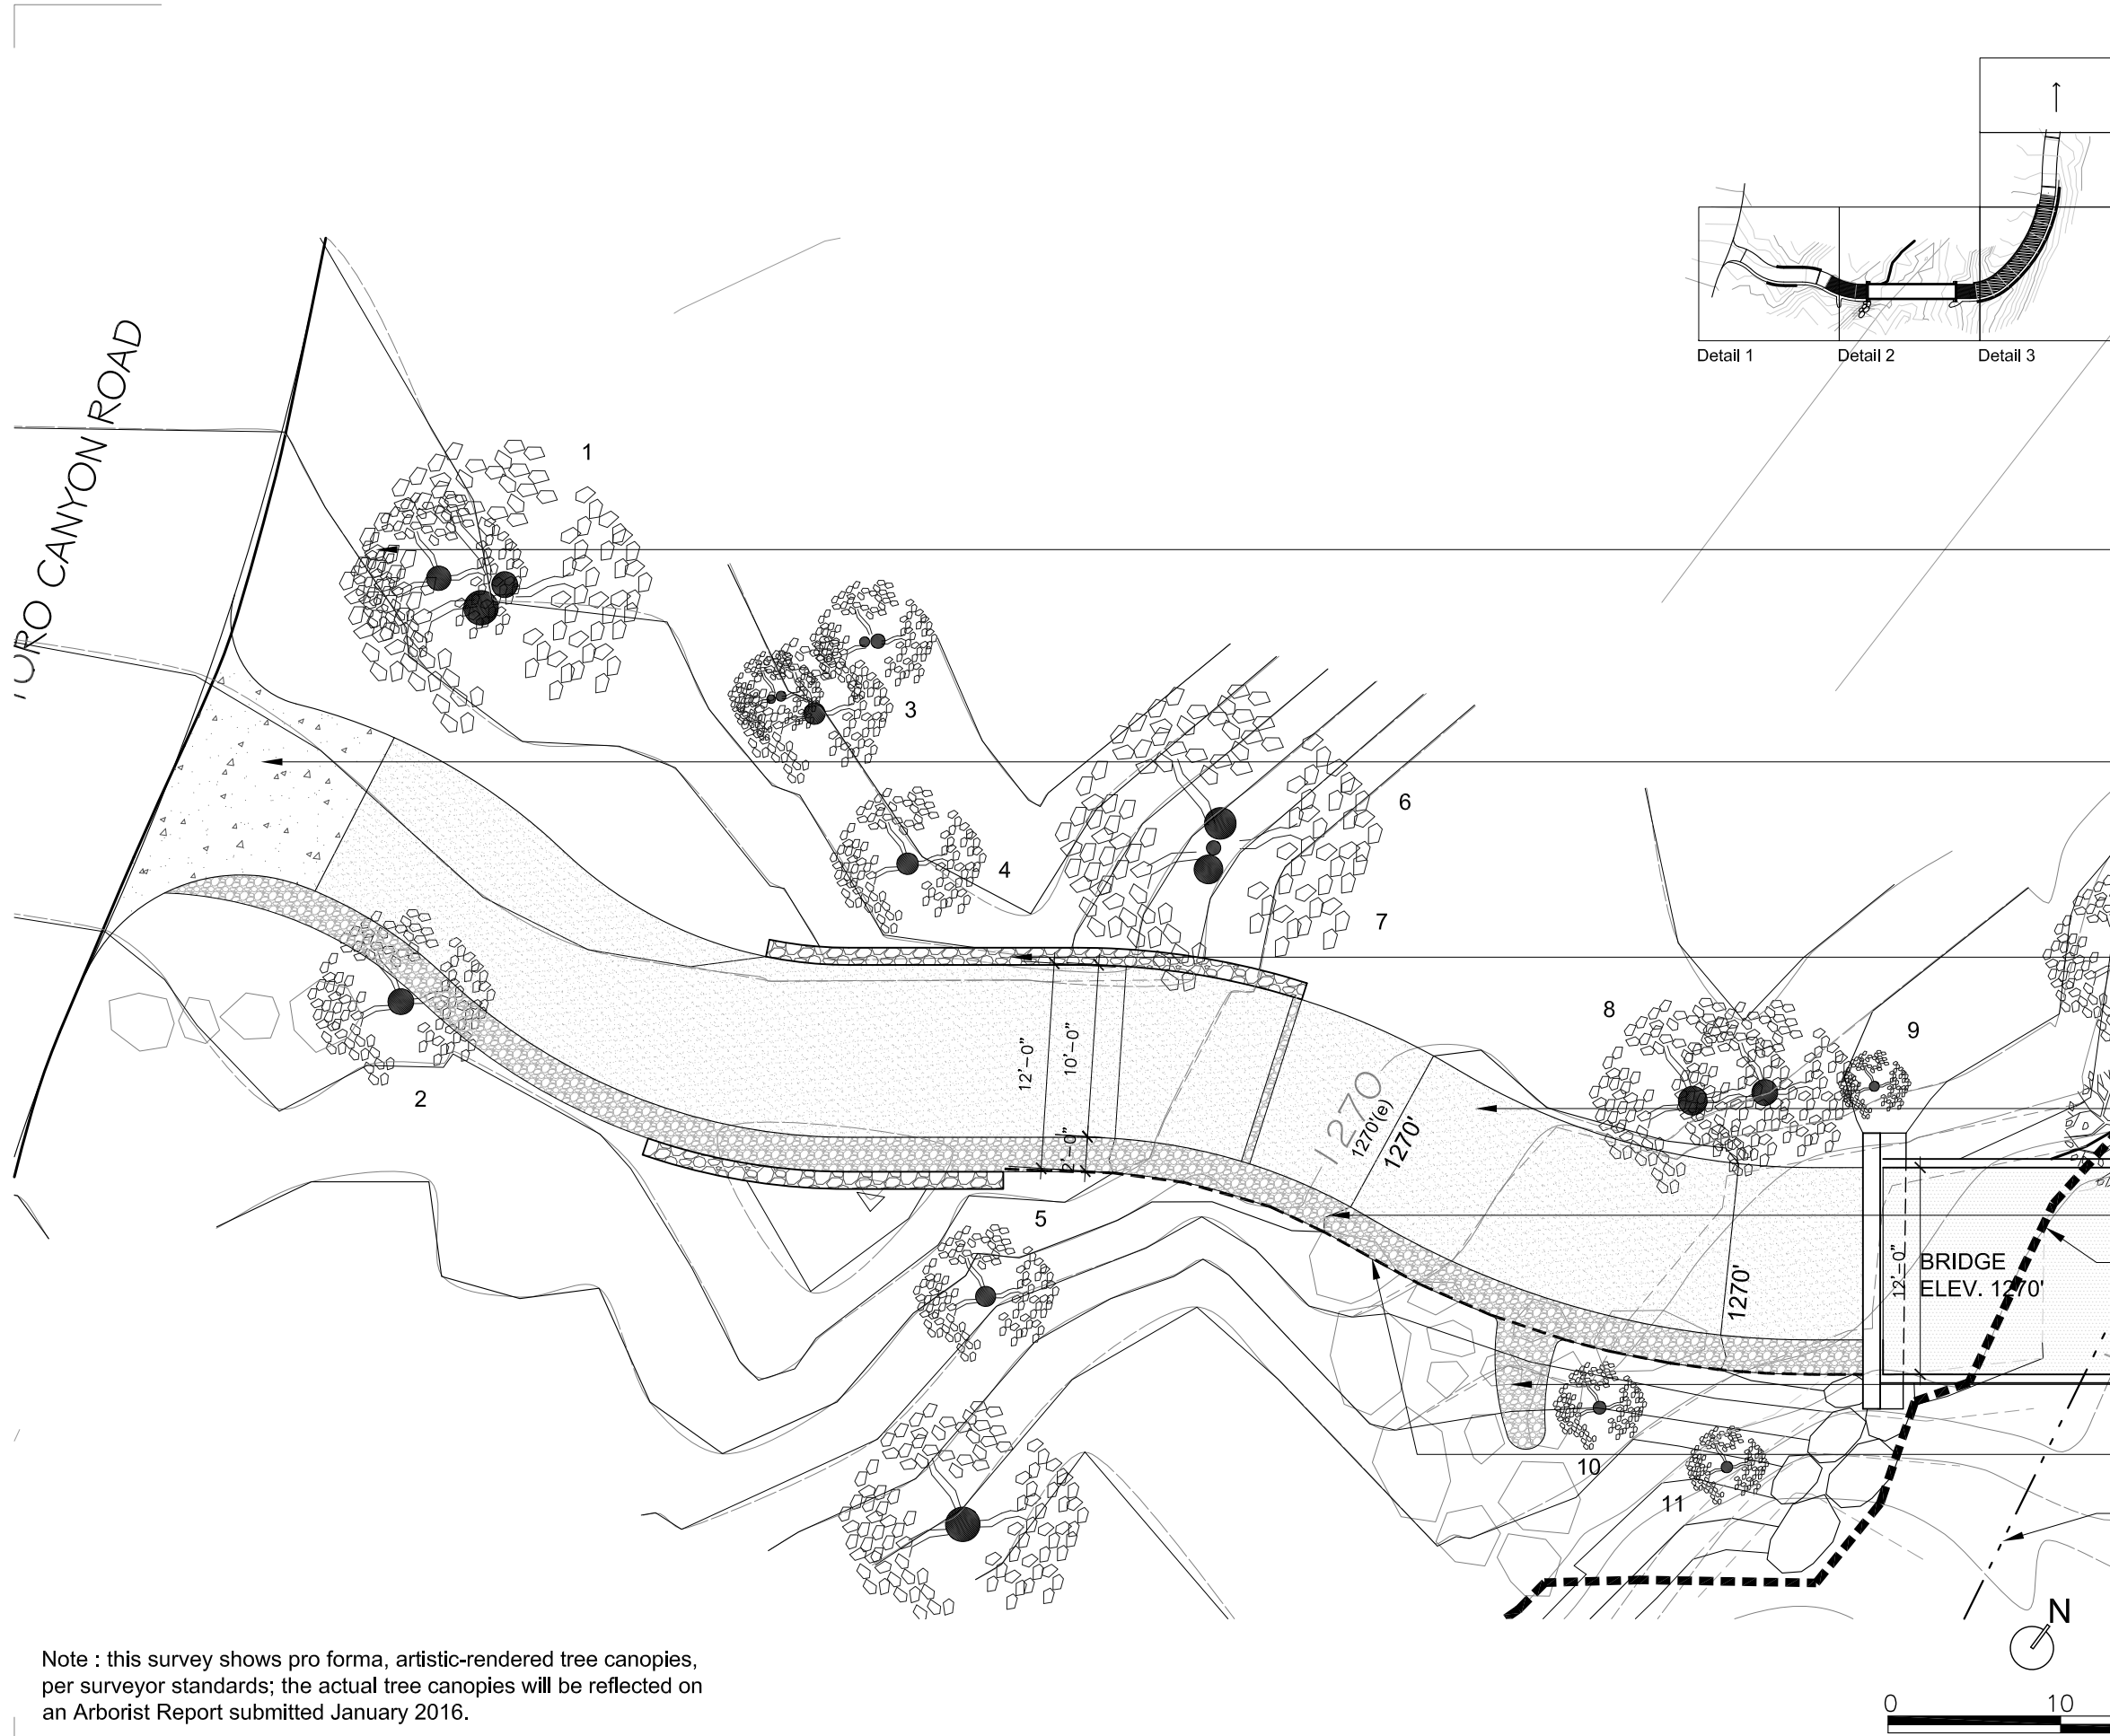 Detail 1
Detail 2
Detail 3
TORO CANYON ROAD
1
3
4
6
7
2
8
9
12'-0"
10'-0"
2'-0"
1270
1270'(e)
1270'
5
1270'
12'-0"
BRIDGE
ELEV. 1270'
10
11
N
Note : this survey shows pro forma, artistic-rendered tree canopies,
per surveyor standards; the actual tree canopies will be reflected on
an Arborist Report submitted January 2016.
0
10